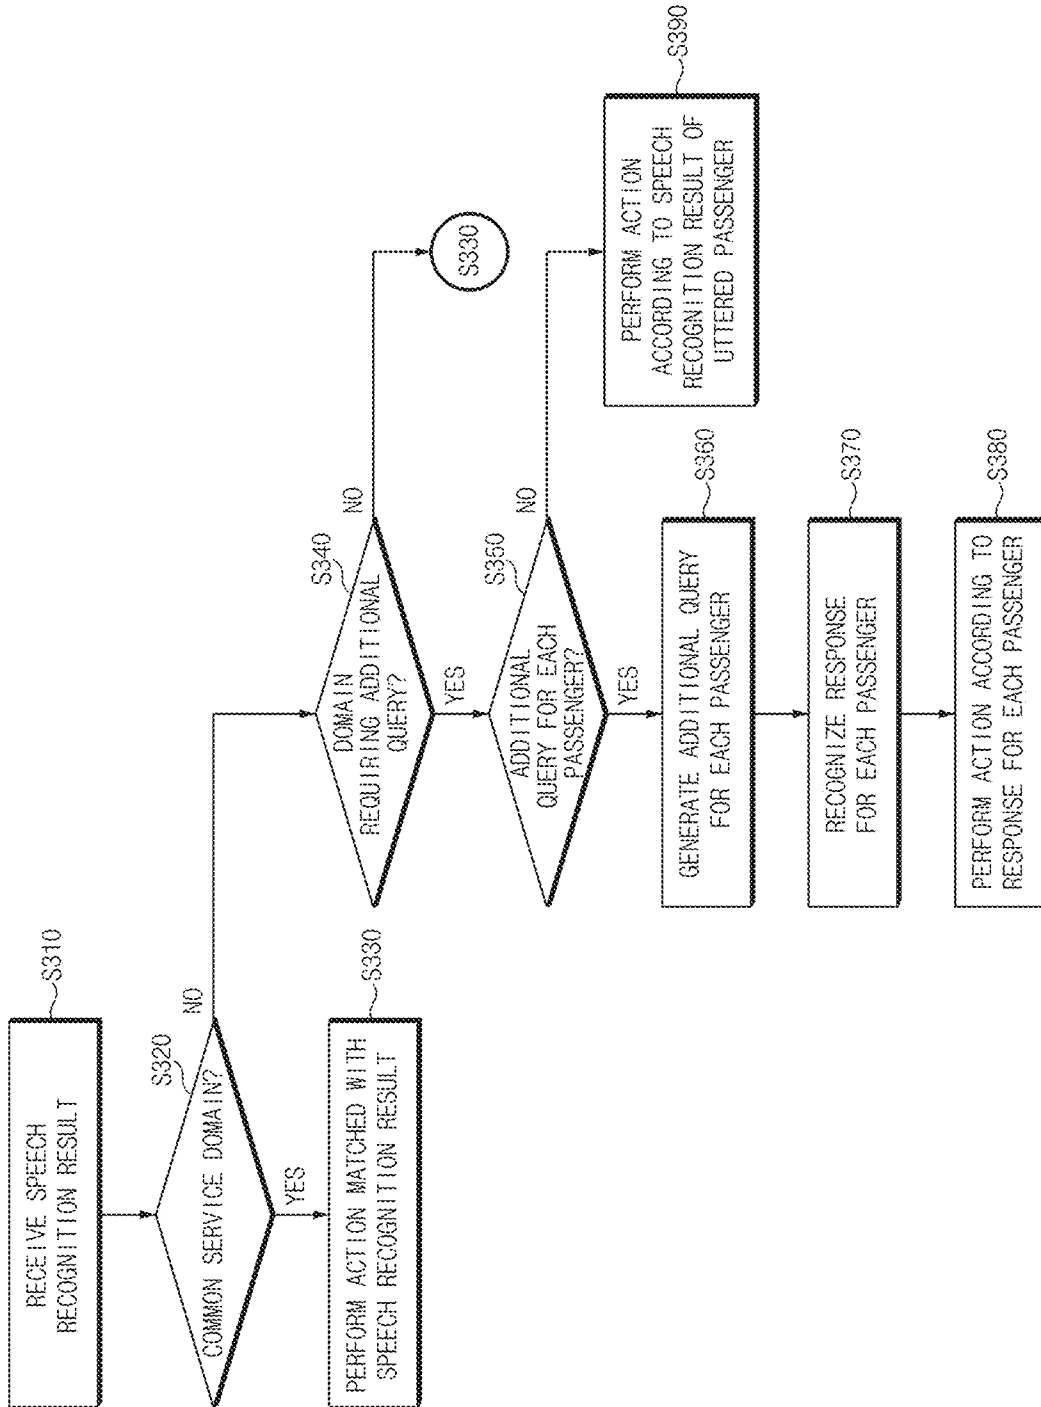 RECEIVE SPEECH
RECOGNITION RESULT
S310
COMMON SERVICE DOMAIN?
S320
NO
YES
PERFORM ACTION MATCHED WITH
SPEECH RECOGNITION RESULT
S330
DOMAIN
REQUIRING ADDITIONAL
QUERY?
S340
NO
S330
YES
ADDITIONAL
QUERY FOR EACH
PASSENGER?
S350
NO
YES
GENERATE ADDITIONAL QUERY
FOR EACH PASSENGER
S360
RECOGNIZE RESPONSE
FOR EACH PASSENGER
S370
PERFORM ACTION ACCORDING TO
RESPONSE FOR EACH PASSENGER
S380
PERFORM ACTION
ACCORDING TO SPEECH
RECOGNITION RESULT OF
UTTERED PASSENGER
S390